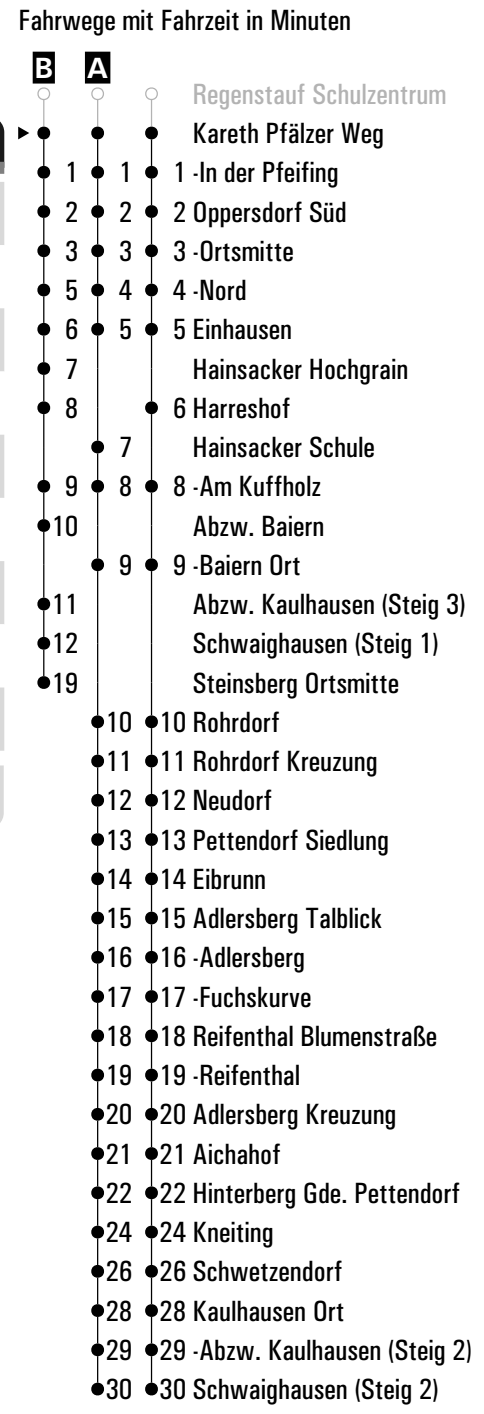 Fahrwege mit Fahrzeit in Minuten
B A
Regenstauf Schulzentrum
Kareth Pfälzer Weg
1 1 1 -In der Pfeifing
2 2 2 Oppersdorf Süd
3 3 3 -Ortsmitte
5 4 4 -Nord
6 5 5 Einhausen
7 Hainsacker Hochgrain
8 6 Harreshof
7 Hainsacker Schule
9 8 8 -Am Kuffholz
10 Abzw. Baiern
9 9 -Baiern Ort
11 Abzw. Kaulhausen (Steig 3)
12 Schwaighausen (Steig 1)
19 Steinsberg Ortsmitte
10 10 Rohrdorf
11 11 Rohrdorf Kreuzung
12 12 Neudorf
13 13 Pettendorf Siedlung
14 14 Eibrunn
15 15 Adlersberg Talblick
16 16 -Adlersberg
17 17 -Fuchskurve
18 18 Reifenthal Blumenstraße
19 19 -Reifenthal
20 20 Adlersberg Kreuzung
21 21 Aichahof
22 22 Hinterberg Gde. Pettendorf
24 24 Kneiting
26 26 Schwetzendorf
28 28 Kaulhausen Ort
29 29 -Abzw. Kaulhausen (Steig 2)
30 30 Schwaighausen (Steig 2)